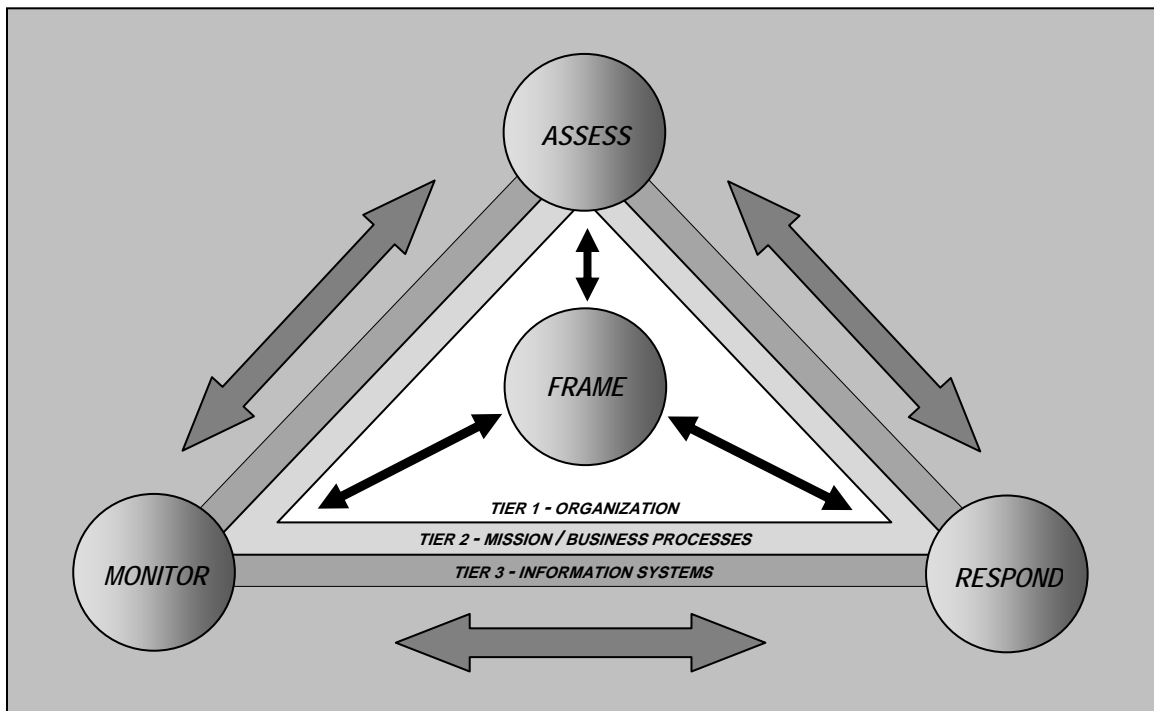 ASSESS
FRAME
TIER 1 - ORGANIZATION
TIER 2 - MISSION / BUSINESS PROCESSES
MONITOR
TIER 3 - INFORMATION SYSTEMS
RESPOND